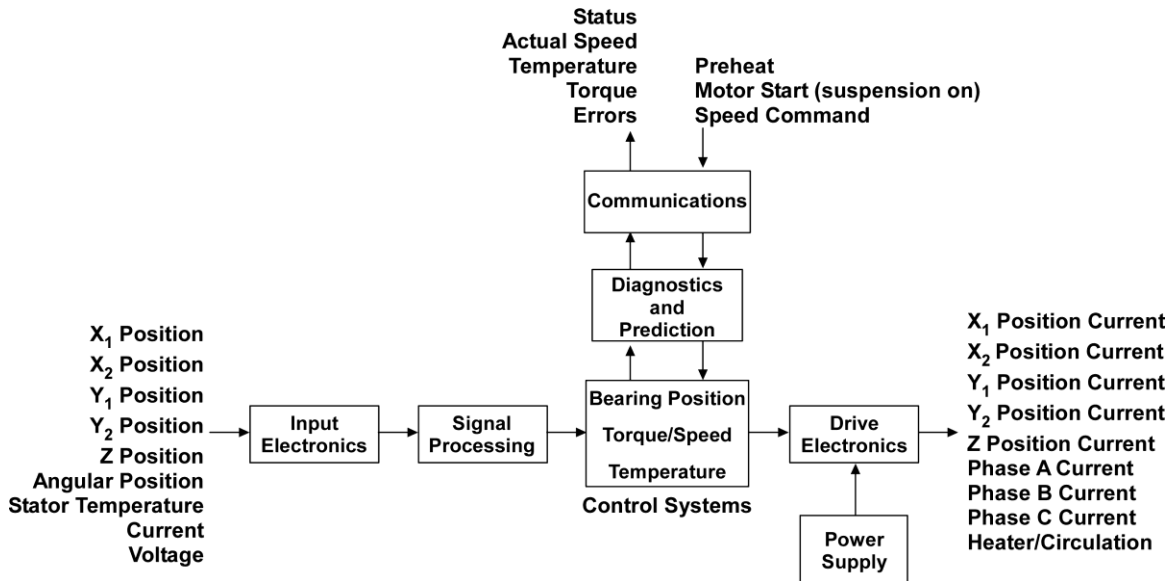 Status
Actual Speed
Temperature
Torque
Errors
Preheat
Motor Start (suspension on)
Speed Command
Communications
Diagnostics
and
Prediction
X₁ Position
X₂ Position
Y₁ Position
Y₂ Position
Z Position
Angular Position
Stator Temperature
Current
Voltage
Input
Electronics
Signal
Processing
Bearing Position
Torque/Speed
Temperature
Control Systems
Drive
Electronics
Power
Supply
X₁ Position Current
X₂ Position Current
Y₁ Position Current
Y₂ Position Current
Z Position Current
Phase A Current
Phase B Current
Phase C Current
Heater/Circulation